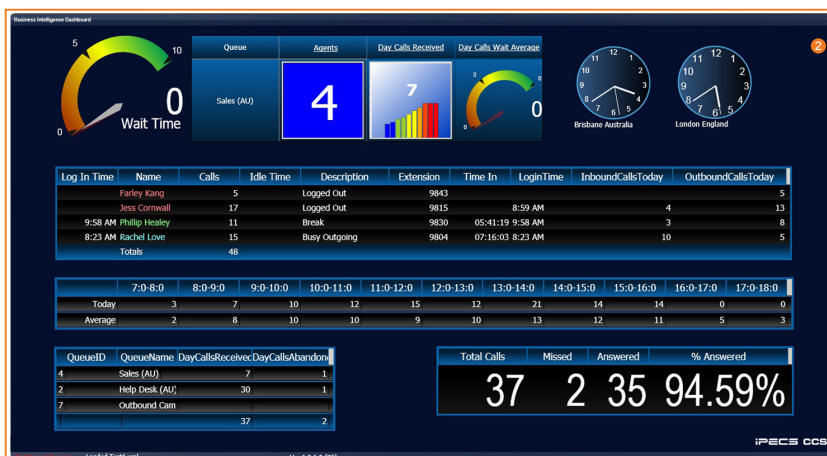 Business Intelligence Dashboard
5
10
0
0
Wait Time
Queue Agents Day Calls Received Day Calls Wait Average
Sales (AU) 4 7 0
Brisbane Australia
London England
2
Log In Time Name Calls Idle Time Description Extension Time In LoginTime InboundCallsToday OutboundCallsToday
Farley Kang 5 Logged Out 9843 5
Jess Cornwall 17 Logged Out 9815 8:59 AM 4 13
9:58 AM Phillip Healey 11 Break 9830 05:41:19 9:58 AM 3 8
8:23 AM Rachel Love 15 Busy Outgoing 9804 07:16:03 8:23 AM 10 5
Totals 48
7:0-8:0 8:0-9:0 9:0-10:0 10:0-11:0 11:0-12:0 12:0-13:0 13:0-14:0 14:0-15:0 15:0-16:0 16:0-17:0 17:0-18:0
Today 3 7 10 12 15 12 21 14 14 0 0
Average 2 8 10 10 9 10 13 12 11 5 3
QueueID QueueName DayCallsReceived DayCallsAbandon
4 Sales (AU) 7 1
2 Help Desk (AU) 30 1
7 Outbound Cam
37 2
Total Calls Missed Answered % Answered
37 2 35 94.59%
iPECS CCS